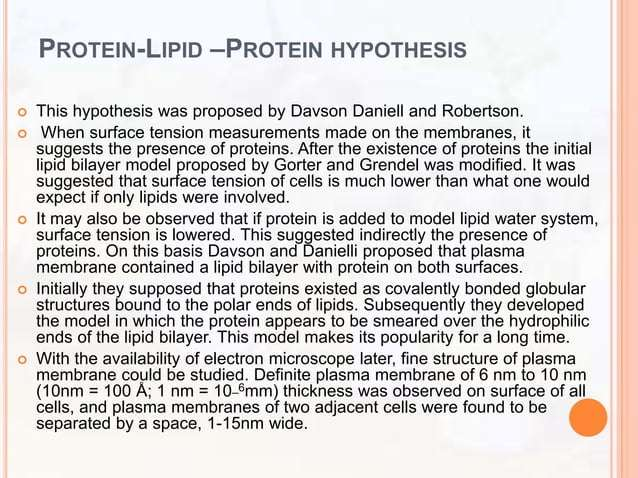 PROTEIN-LIPID –PROTEIN HYPOTHESIS
This hypothesis was proposed by Davson Daniell and Robertson.
When surface tension measurements made on the membranes, it
suggests the presence of proteins. After the existence of proteins the initial
lipid bilayer model proposed by Gorter and Grendel was modified. It was
suggested that surface tension of cells is much lower than what one would
expect if only lipids were involved.
It may also be observed that if protein is added to model lipid water system,
surface tension is lowered. This suggested indirectly the presence of
proteins. On this basis Davson and Danielli proposed that plasma
membrane contained a lipid bilayer with protein on both surfaces.
Initially they supposed that proteins existed as covalently bonded globular
structures bound to the polar ends of lipids. Subsequently they developed
the model in which the protein appears to be smeared over the hydrophilic
ends of the lipid bilayer. This model makes its popularity for a long time.
With the availability of electron microscope later, fine structure of plasma
membrane could be studied. Definite plasma membrane of 6 nm to 10 nm
(10nm = 100 Å; 1 nm = 10–⁶mm) thickness was observed on surface of all
cells, and plasma membranes of two adjacent cells were found to be
separated by a space, 1-15nm wide.